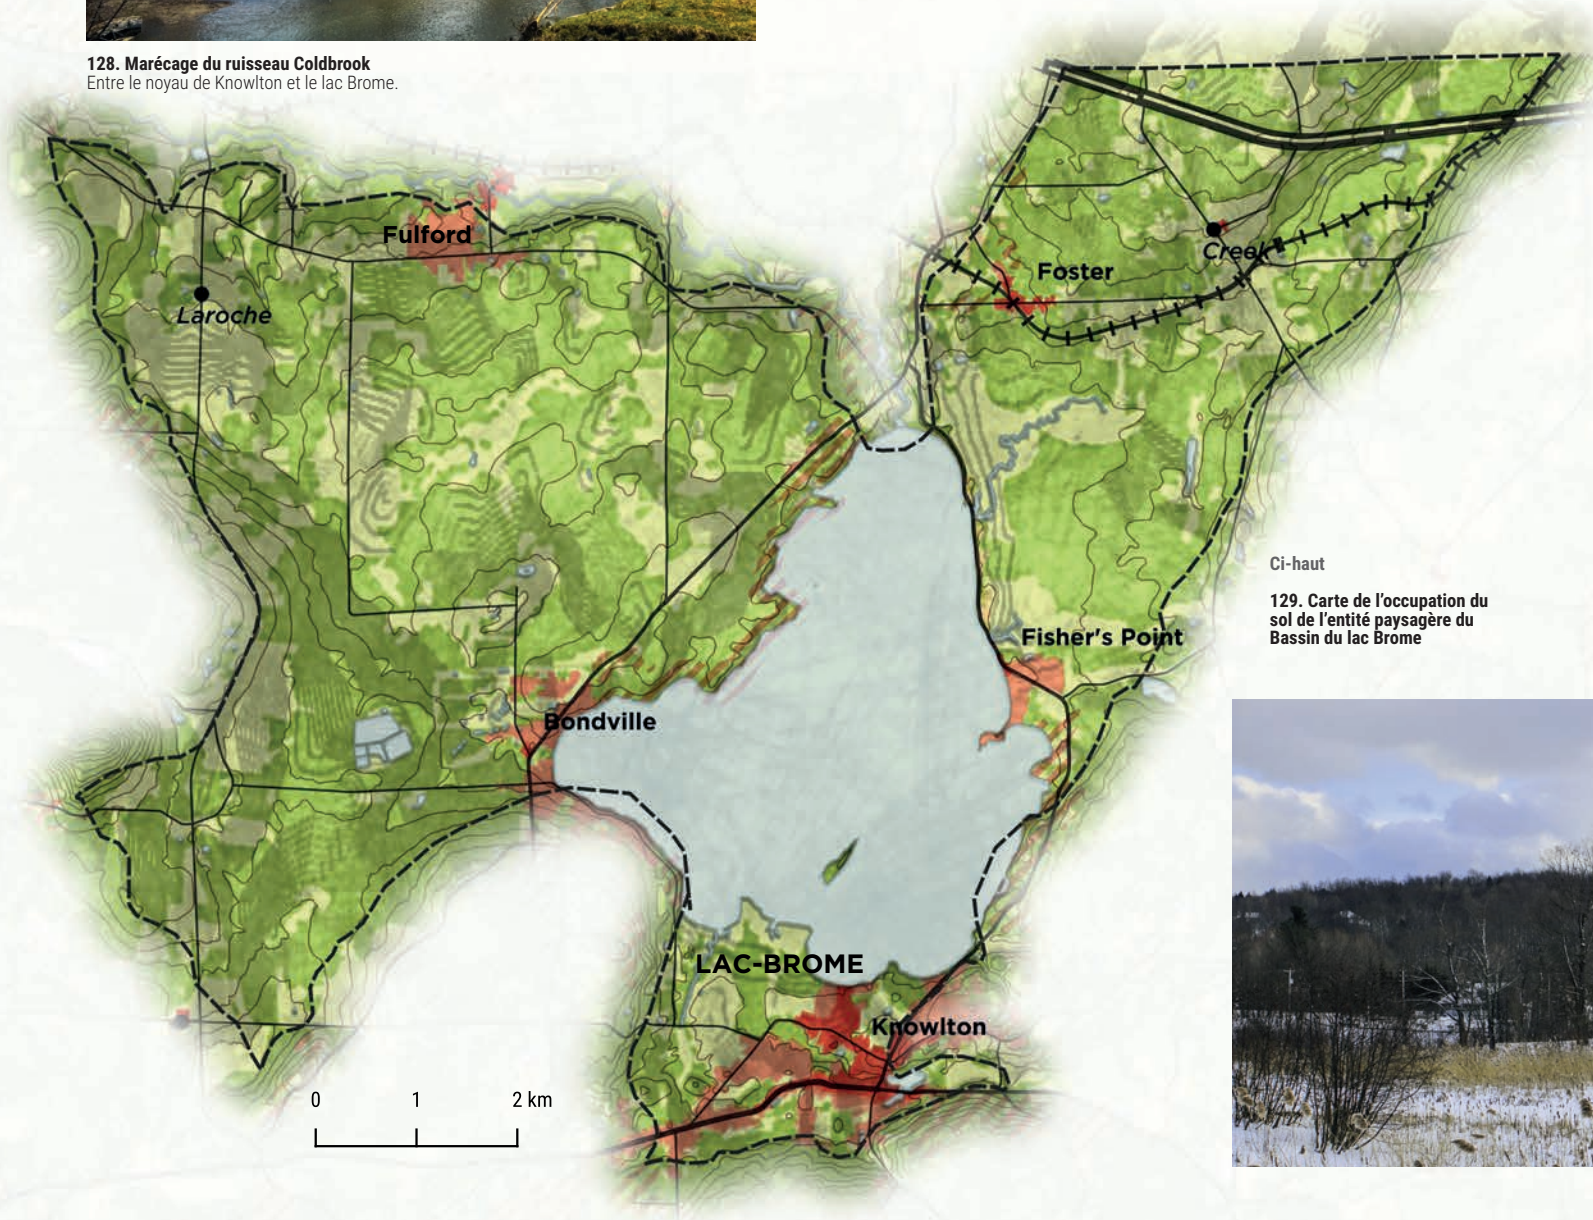 128. Marécage du ruisseau Coldbrook
Entre le noyau de Knowlton et le lac Brome.
Fulford
Laroche
Foster
Creek
Ci-haut
129. Carte de l'occupation du
sol de l'entité paysagère du
Bassin du lac Brome
Fisher's Point
Bondville
LAC-BROME
Knowlton
0 1 2 km